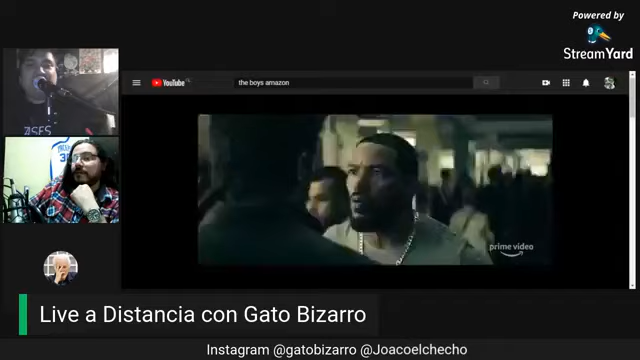 Powered by
StreamYard
YouTube
the boys amazon
prime video
Live a Distancia con Gato Bizarro
Instagram @gatobizarro @Joacoelchecho